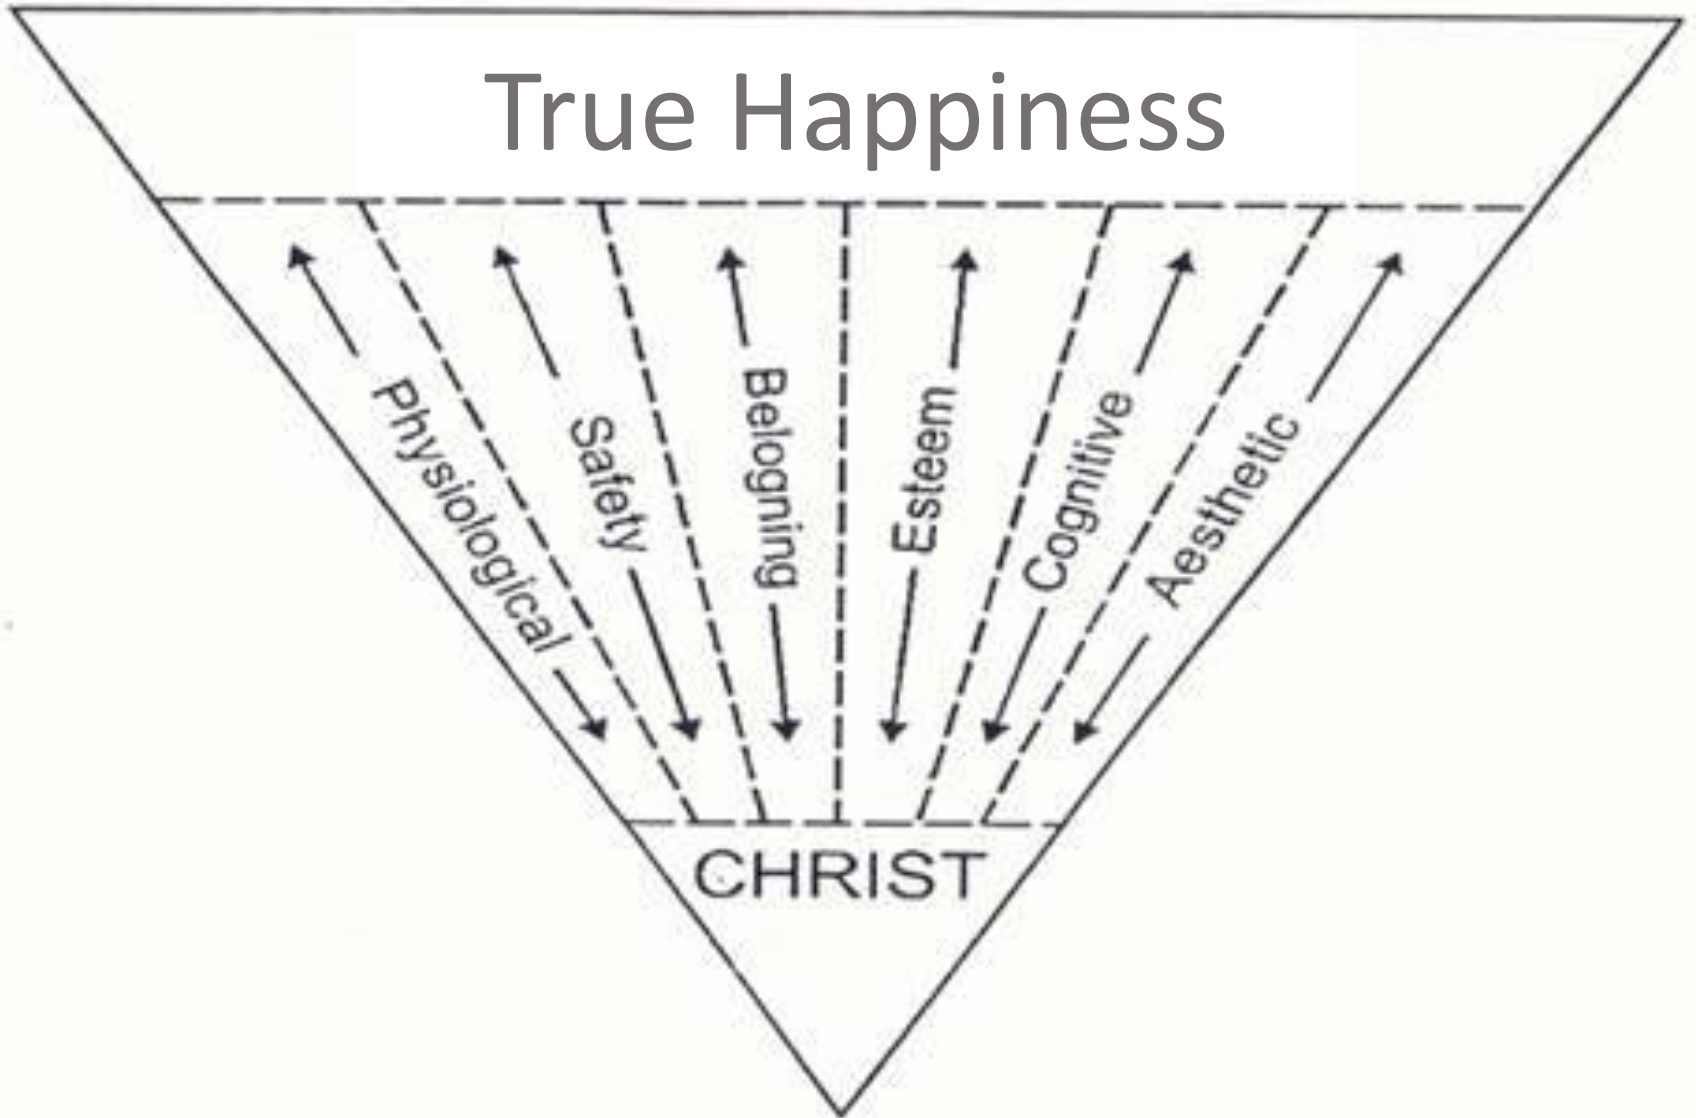 True Happiness
Physiological
Safety
Belogning
Esteem
Cognitive
Aesthetic
CHRIST